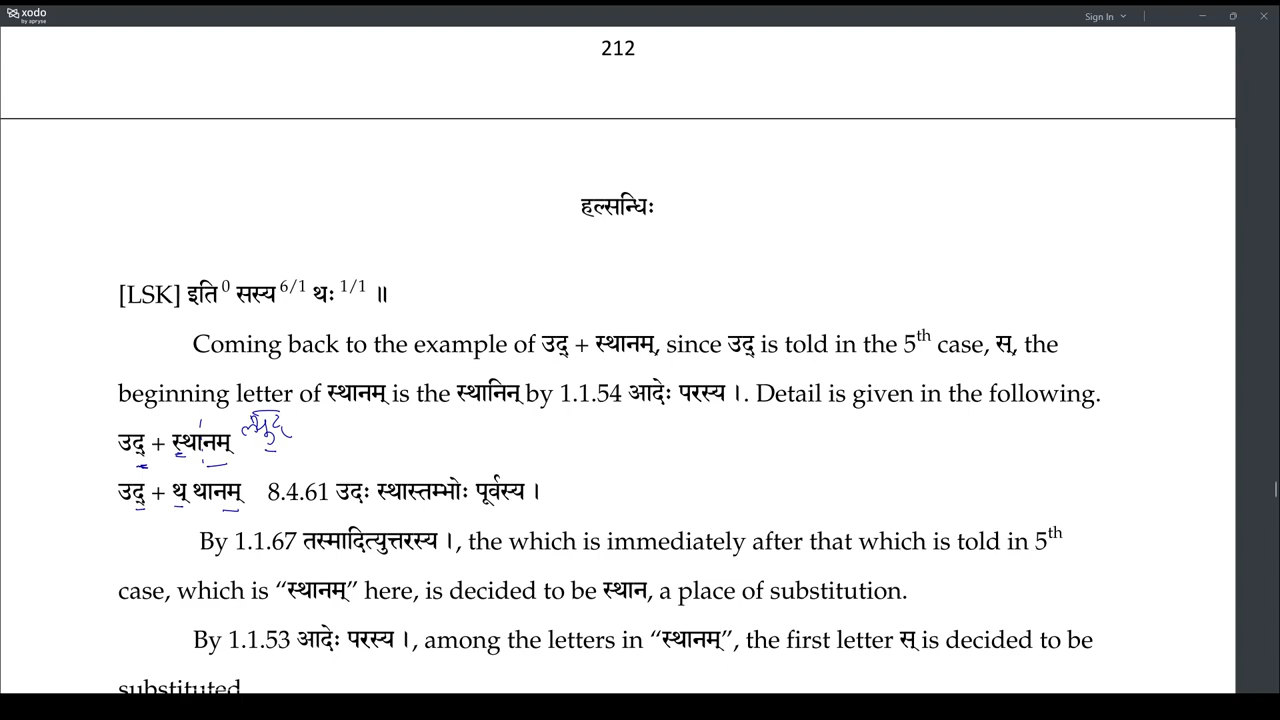 xodo
by apryse
Sign In
212
हल्सन्धिः
[LSK] इति 0 सस्य 6/1 थः 1/1 ॥
Coming back to the example of उद् + स्थानम्, since उद् is told in the 5th case, स्, the
beginning letter of स्थानम् is the स्थानिन् by 1.1.54 आदेः परस्य ।. Detail is given in the following.
उद् + स्थानम्
उद् + थ् थानम् 8.4.61 उदः स्थास्तम्भोः पूर्वस्य ।
By 1.1.67 तस्मादित्युत्तरस्य ।, the which is immediately after that which is told in 5th
case, which is “स्थानम्” here, is decided to be स्थान, a place of substitution.
By 1.1.53 आदेः परस्य ।, among the letters in “स्थानम्”, the first letter स् is decided to be
substituted